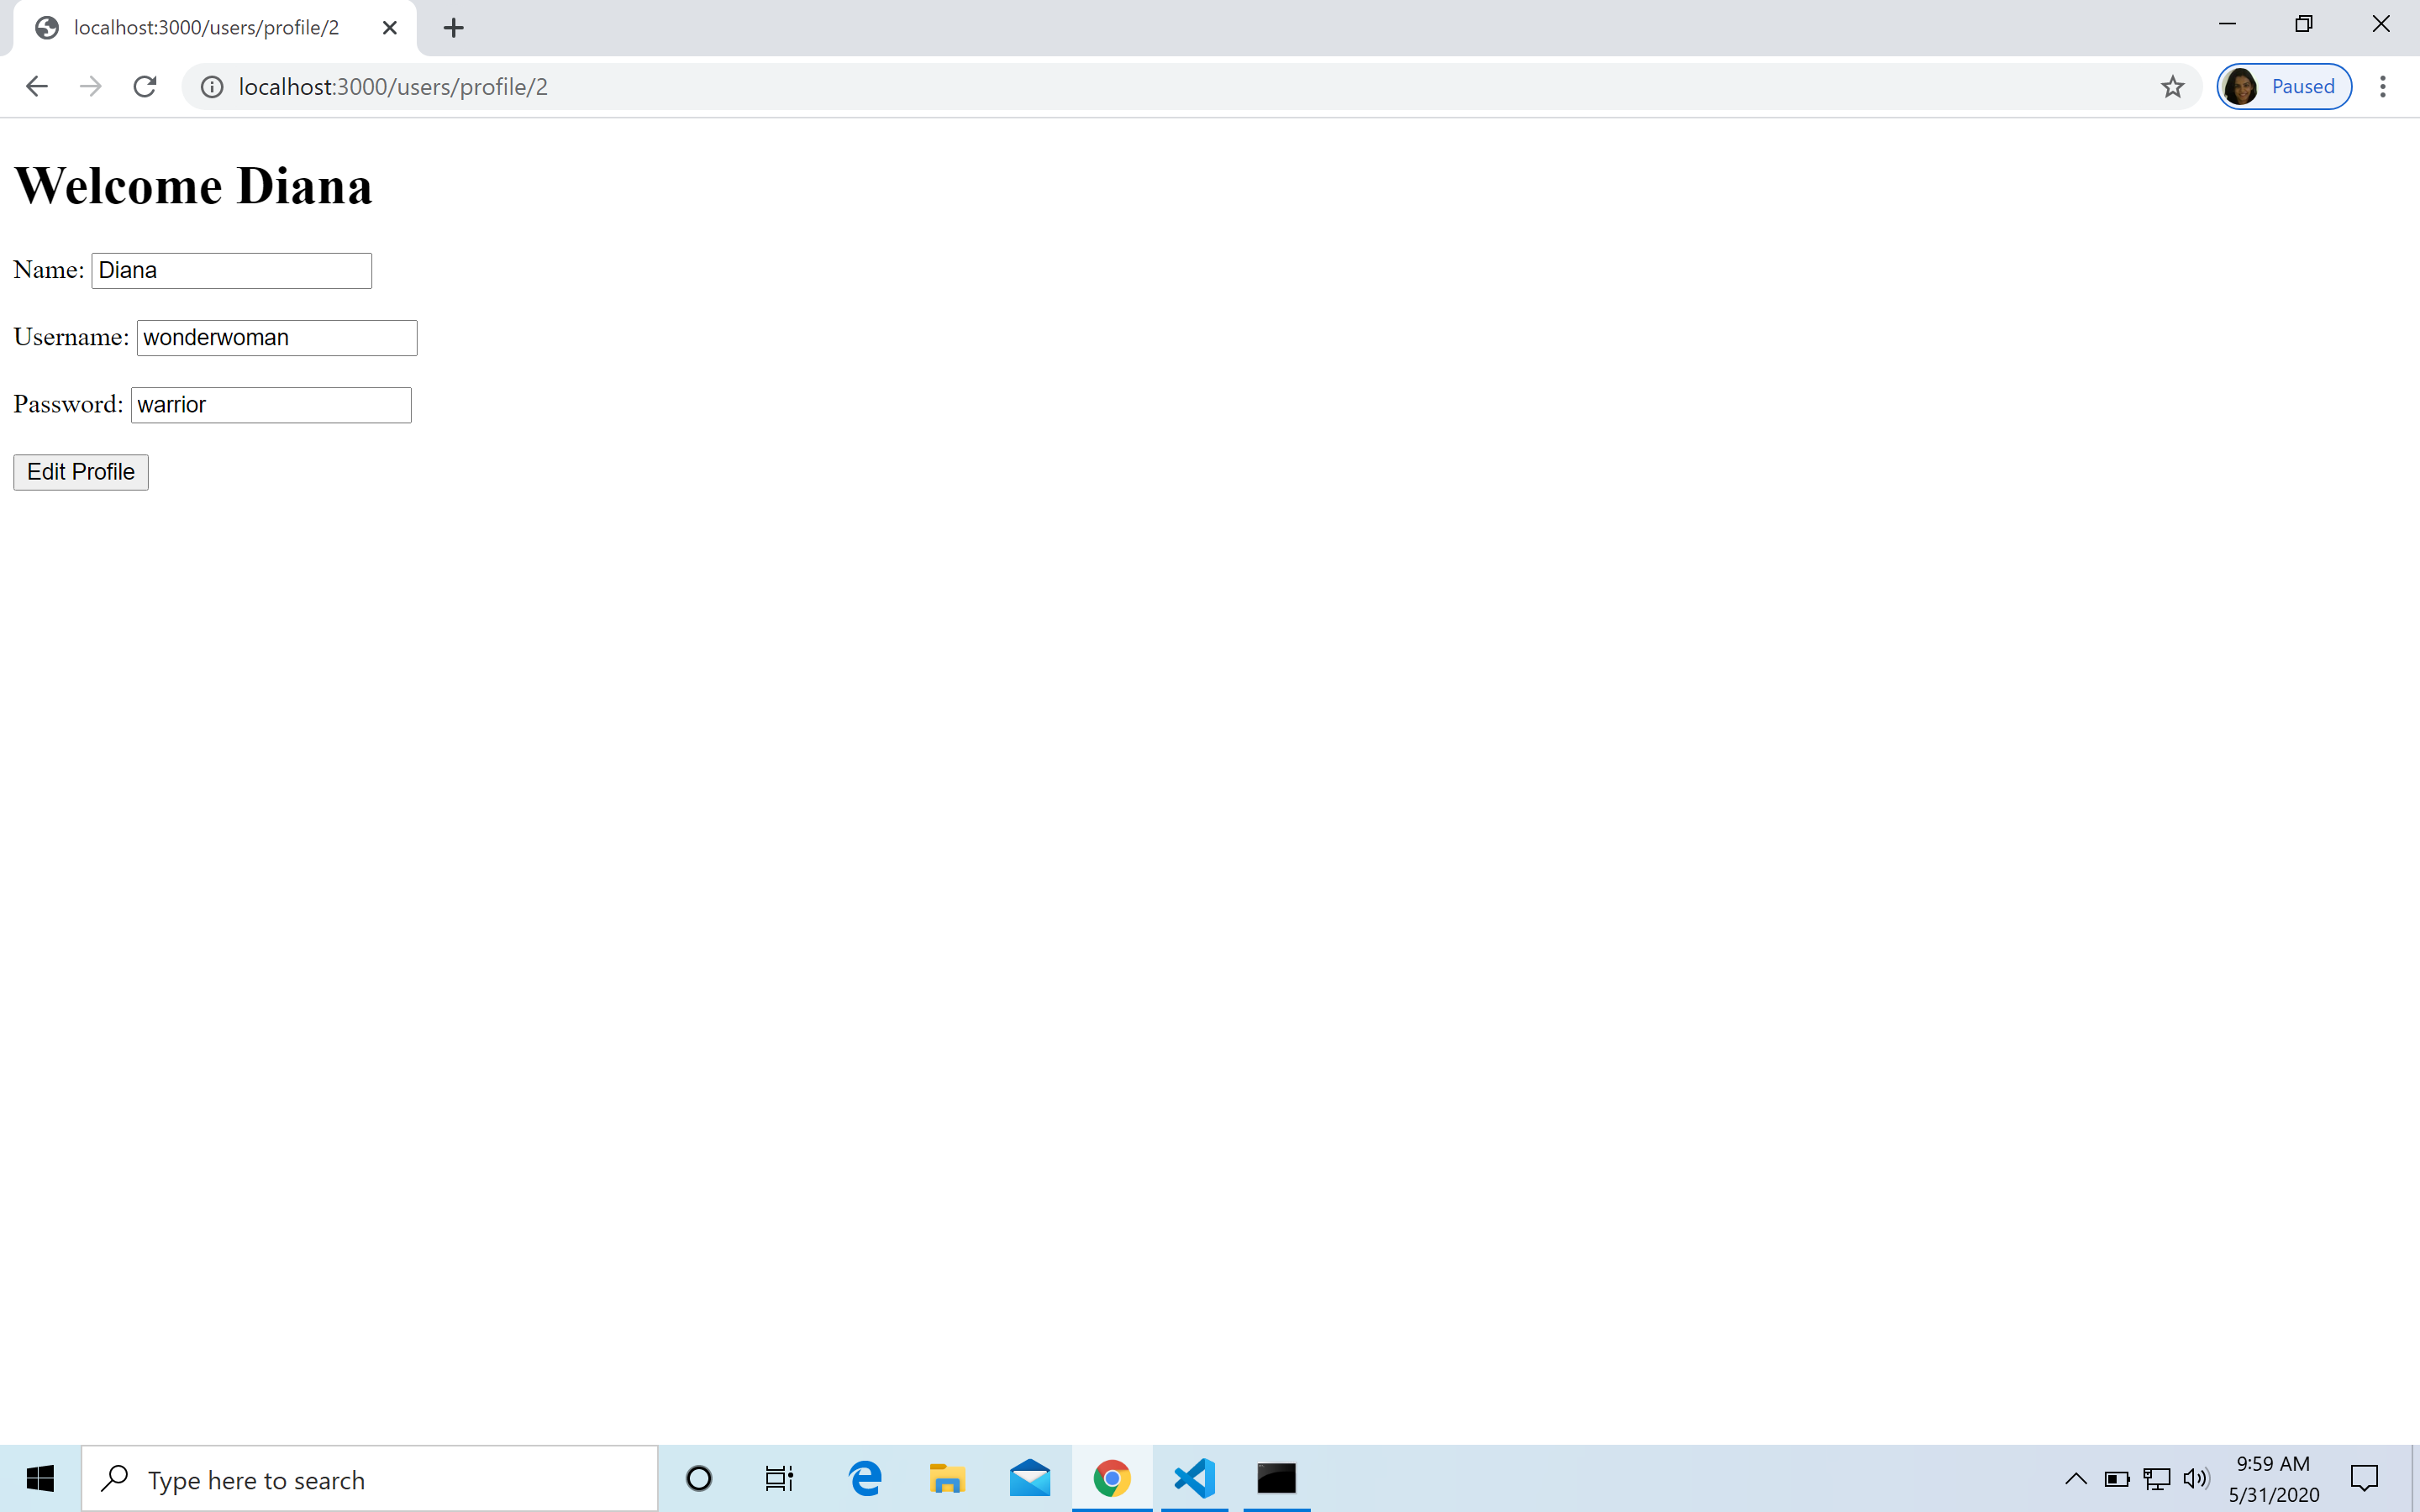 localhost:3000/users/profile/2
localhost:3000/users/profile/2
Paused
Welcome Diana
Name: Diana
Username: wonderwoman
Password: warrior
Edit Profile
Type here to search
9:59 AM
5/31/2020